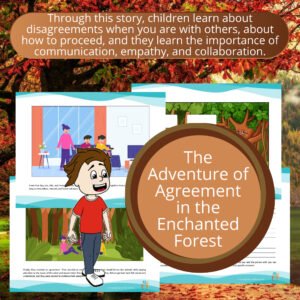 Through this story, children learn about
disagreements when you are with others, about
how to proceed, and they learn the importance of
communication, empathy, and collaboration.
The
Adventure of
Agreement
in the
Enchanted
Forest